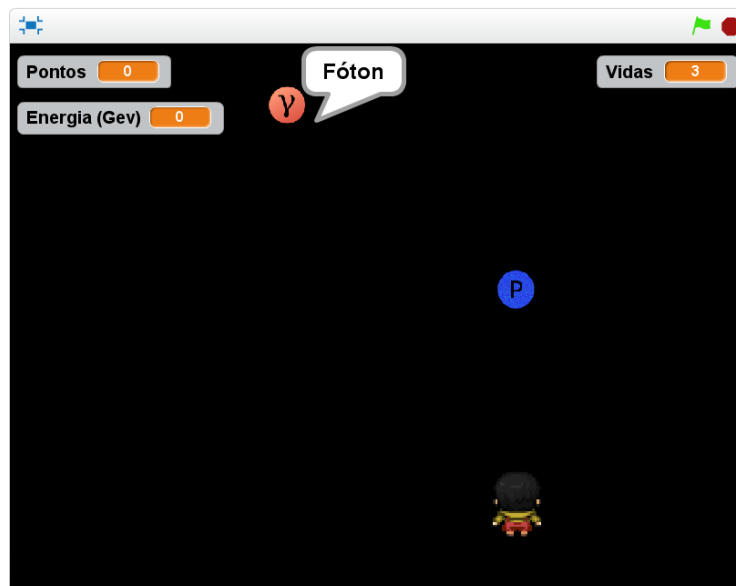 Pontos 0
Fóton
Vidas 3
γ
Energia (Gev) 0
P